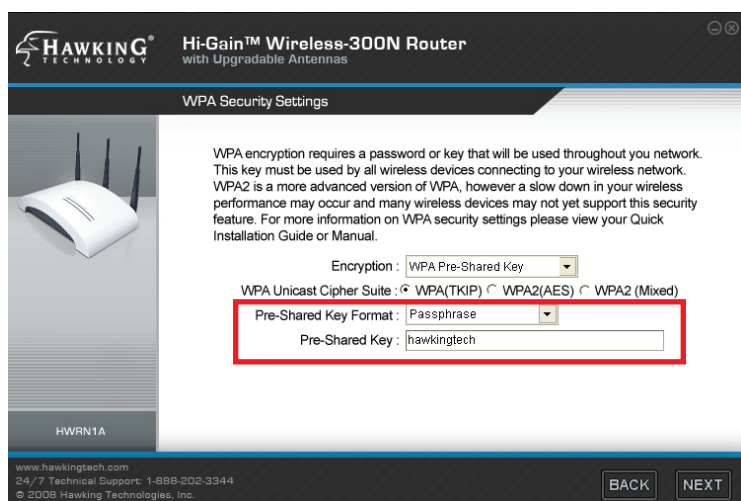 HAWKING
TECHNOLOGY
Hi-Gain™ Wireless-300N Router
with Upgradable Antennas
WPA Security Settings
WPA encryption requires a password or key that will be used throughout you network.
This key must be used by all wireless devices connecting to your wireless network.
WPA2 is a more advanced version of WPA, however a slow down in your wireless
performance may occur and many wireless devices may not yet support this security
feature. For more information on WPA security settings please view your Quick
Installation Guide or Manual.
Encryption : WPA Pre-Shared Key
WPA Unicast Cipher Suite : WPA(TKIP) WPA2(AES) WPA2 (Mixed)
Pre-Shared Key Format : Passphrase
Pre-Shared Key : hawkingtech
HWRN1A
www.hawkingtech.com
24/7 Technical Support: 1-888-202-3344
© 2008 Hawking Technologies, Inc.
BACK NEXT